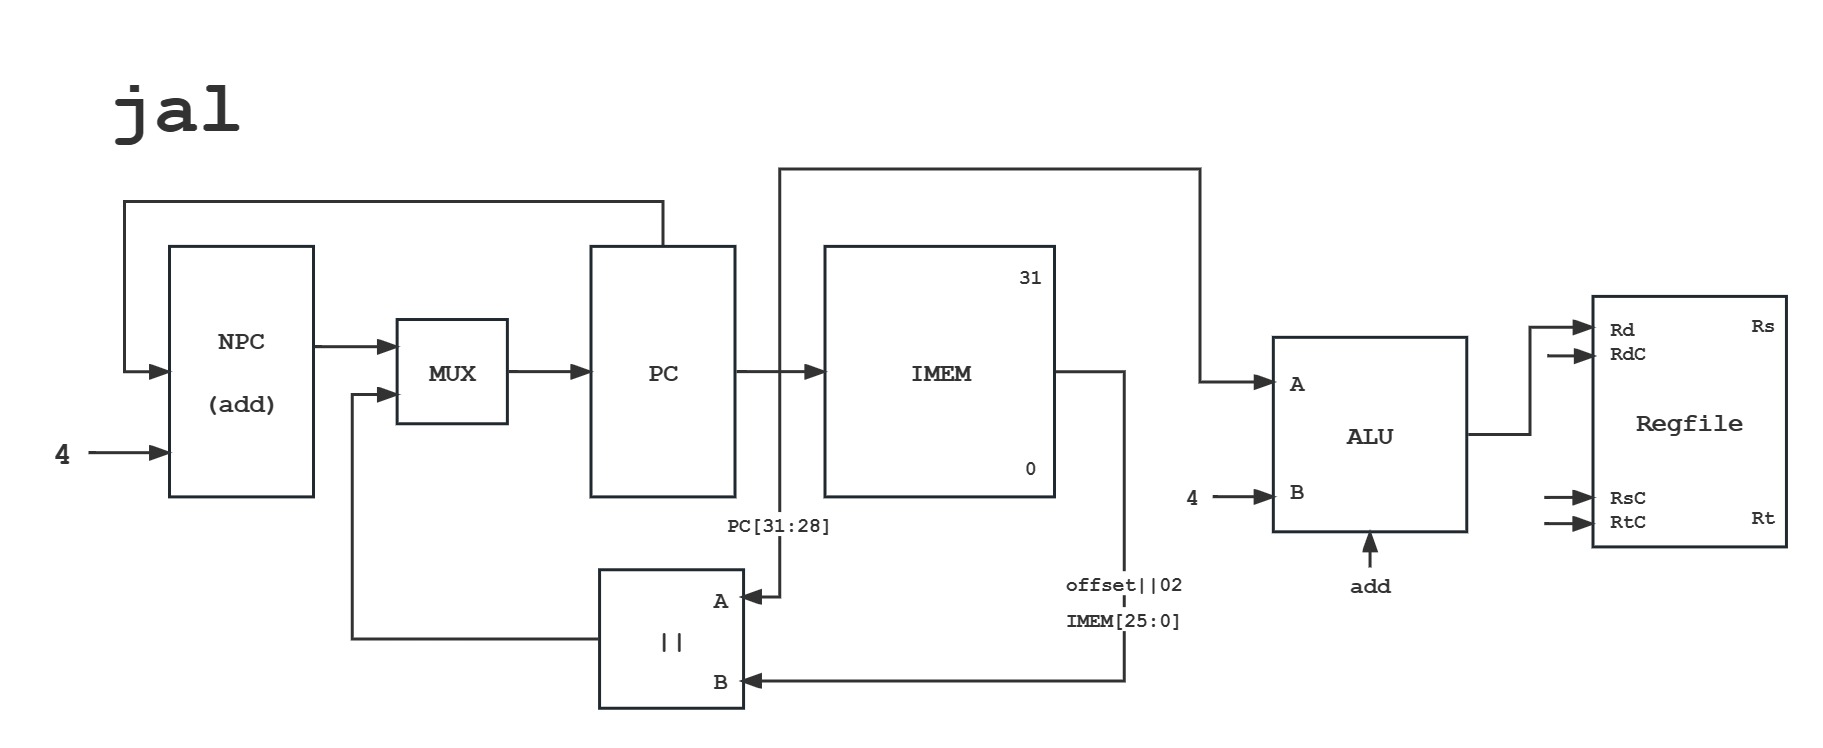 jal
NPC
(add)
4
MUX
PC
IMEM
31
0
PC[31:28]
A
||
B
offset||02
IMEM[25:0]
A
B
ALU
4
add
Rd
RdC
Rs
Regfile
RsC
RtC
Rt